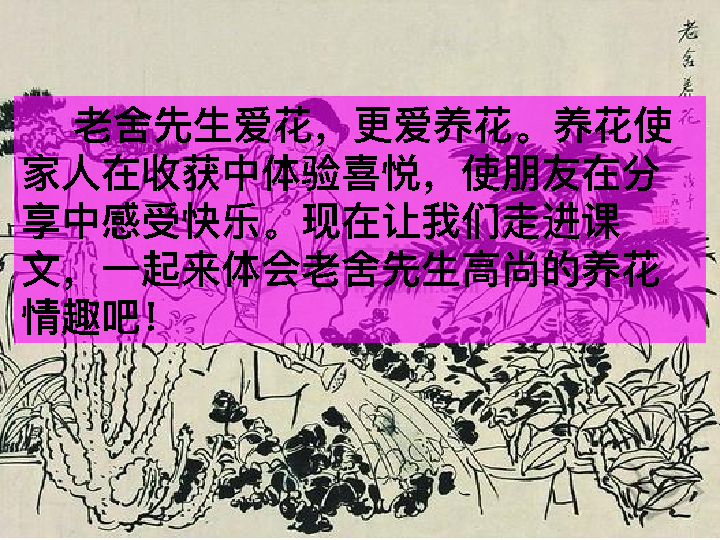 老舍先生爱花，更爱养花。养花使
家人在收获中体验喜悦，使朋友在分
享中感受快乐。现在让我们走进课
文，一起来体会老舍先生高尚的养花
情趣吧！
老舍养花